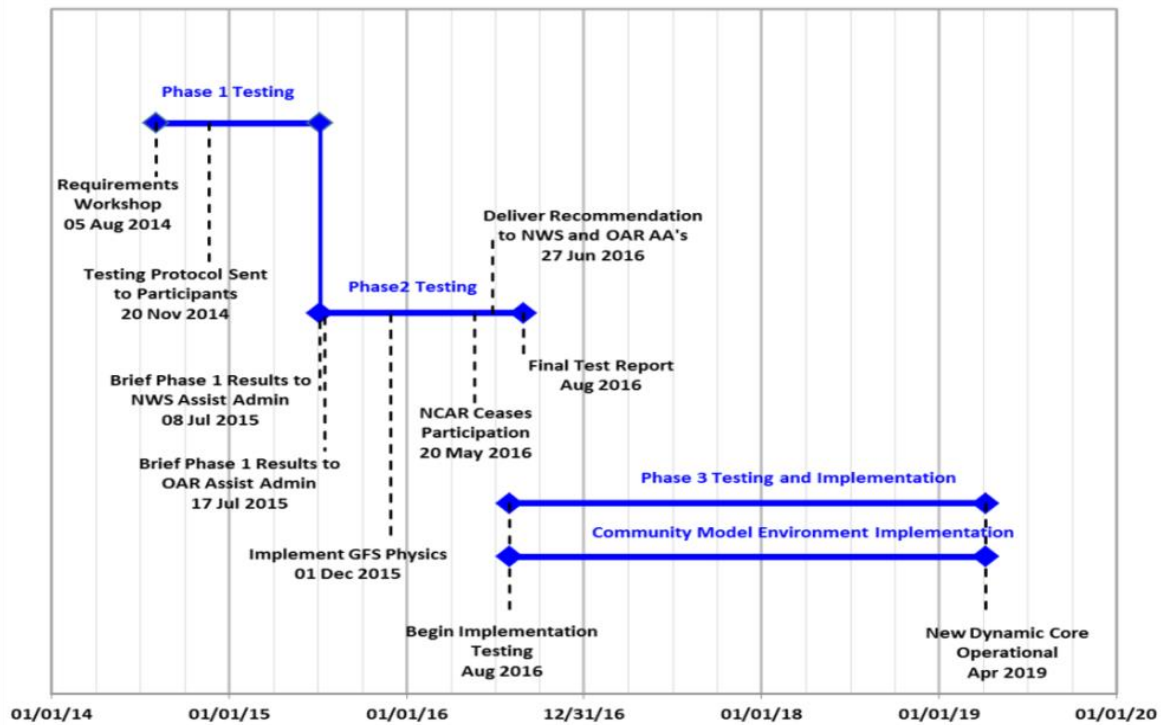 Phase 1 Testing
Requirements
Workshop
05 Aug 2014
Testing Protocol Sent
to Participants
20 Nov 2014
Deliver Recommendation
to NWS and OAR AA's
27 Jun 2016
Phase2 Testing
Final Test Report
Aug 2016
Brief Phase 1 Results to
NWS Assist Admin
08 Jul 2015
NCAR Ceases
Participation
20 May 2016
Brief Phase 1 Results to
OAR Assist Admin
17 Jul 2015
Phase 3 Testing and Implementation
Community Model Environment Implementation
Implement GFS Physics
01 Dec 2015
Begin Implementation
Testing
Aug 2016
New Dynamic Core
Operational
Apr 2019
01/01/14 01/01/15 01/01/16 12/31/16 01/01/18 01/01/19 01/01/20